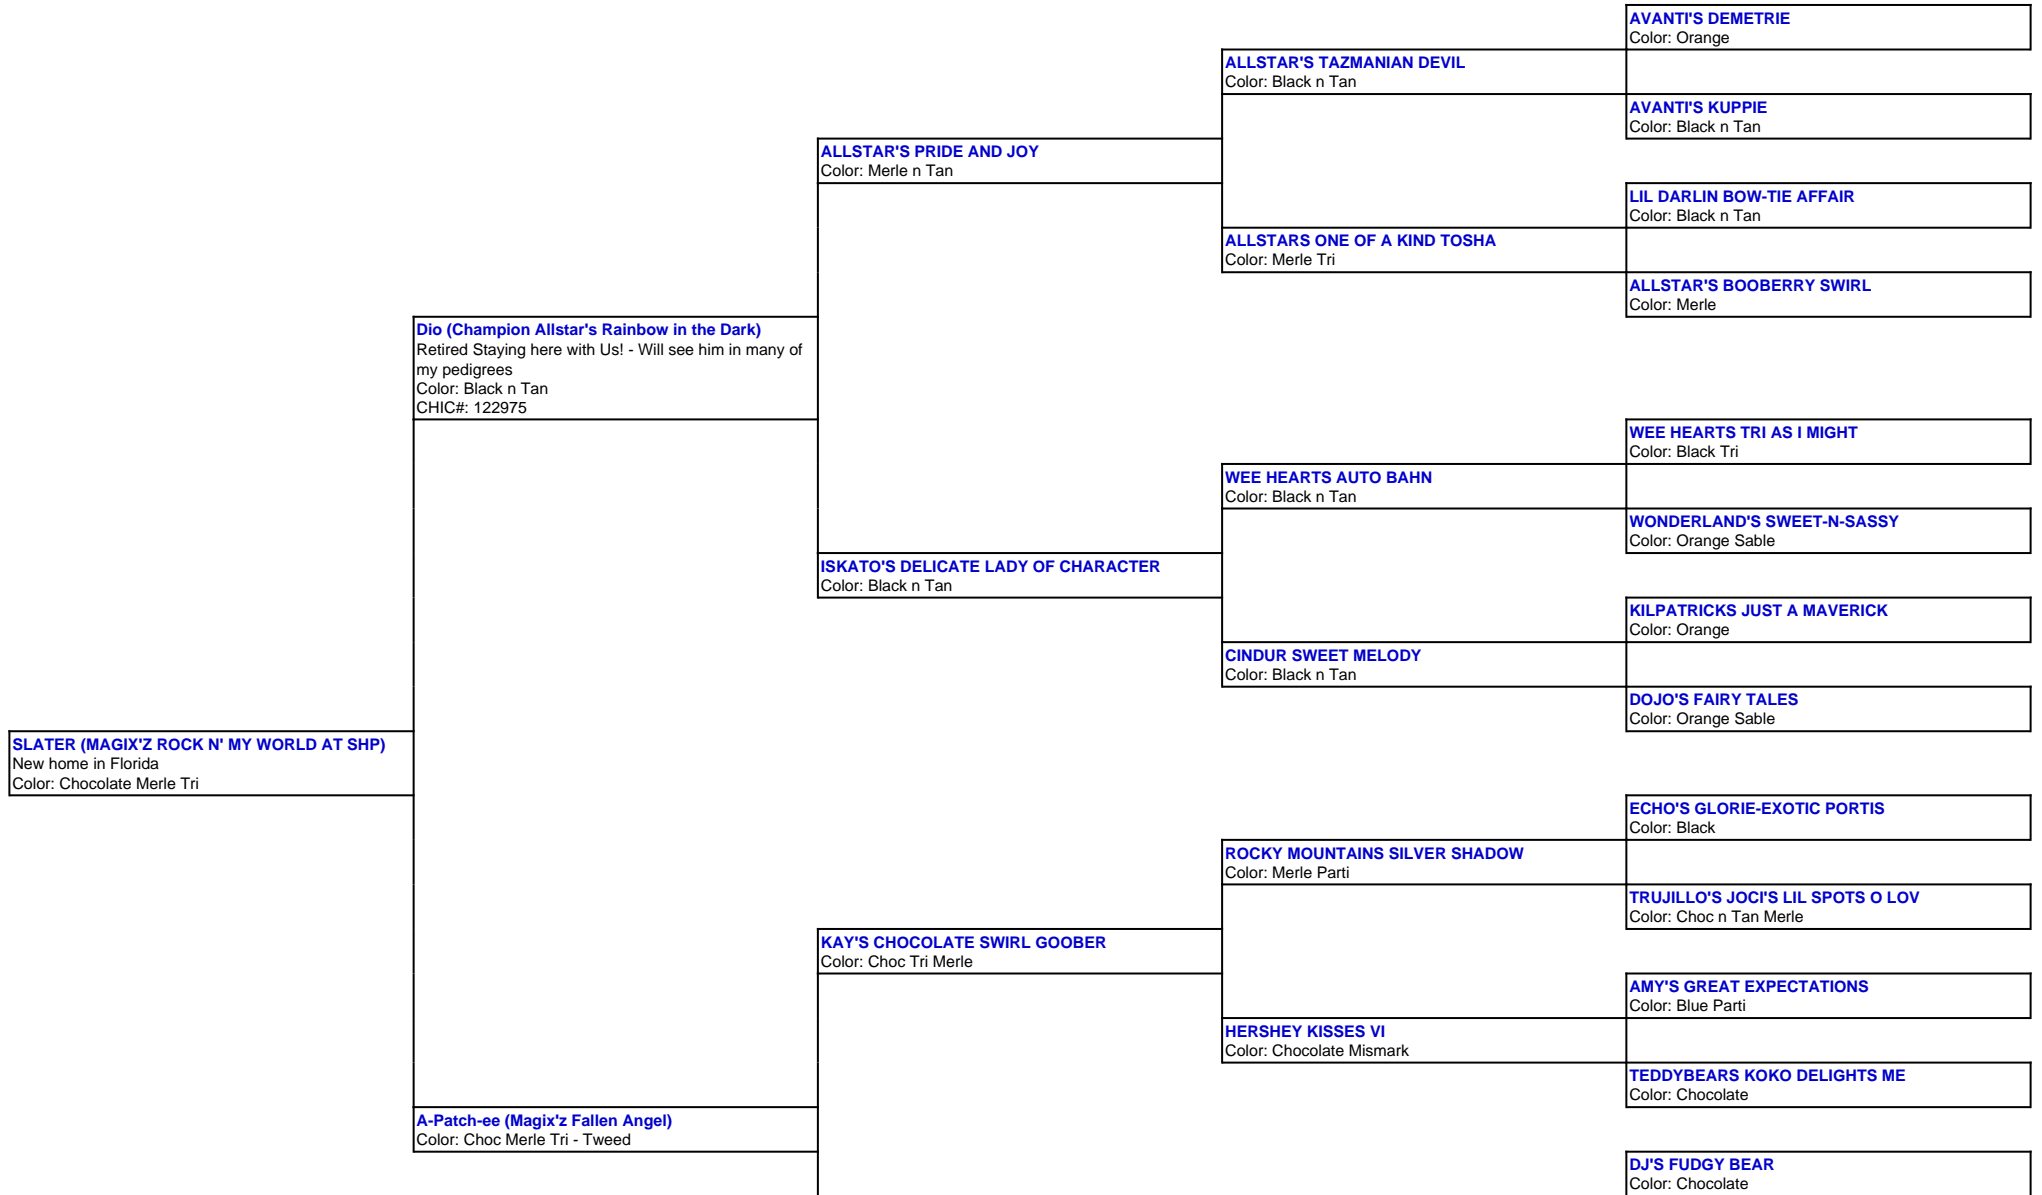 AVANTI'S DEMETRIE
Color: Orange
ALLSTAR'S TAZMANIAN DEVIL
Color: Black n Tan
AVANTI'S KUPPIE
Color: Black n Tan
ALLSTAR'S PRIDE AND JOY
Color: Merle n Tan
LIL DARLIN BOW-TIE AFFAIR
Color: Black n Tan
ALLSTARS ONE OF A KIND TOSHA
Color: Merle Tri
ALLSTAR'S BOOBERRY SWIRL
Color: Merle
Dio (Champion Allstar's Rainbow in the Dark)
Retired Staying here with Us! - Will see him in many of
my pedigrees
Color: Black n Tan
CHIC#: 122975
WEE HEARTS TRI AS I MIGHT
Color: Black Tri
WEE HEARTS AUTO BAHN
Color: Black n Tan
WONDERLAND'S SWEET-N-SASSY
Color: Orange Sable
ISKATO'S DELICATE LADY OF CHARACTER
Color: Black n Tan
KILPATRICKS JUST A MAVERICK
Color: Orange
CINDUR SWEET MELODY
Color: Black n Tan
DOJO'S FAIRY TALES
Color: Orange Sable
SLATER (MAGIX'Z ROCK N' MY WORLD AT SHP)
New home in Florida
Color: Chocolate Merle Tri
ECHO'S GLORIE-EXOTIC PORTIS
Color: Black
ROCKY MOUNTAINS SILVER SHADOW
Color: Merle Parti
TRUJILLO'S JOCI'S LIL SPOTS O LOV
Color: Choc n Tan Merle
KAY'S CHOCOLATE SWIRL GOOBER
Color: Choc Tri Merle
AMY'S GREAT EXPECTATIONS
Color: Blue Parti
HERSHEY KISSES VI
Color: Chocolate Mismark
TEDDYBEARS KOKO DELIGHTS ME
Color: Chocolate
A-Patch-ee (Magix'z Fallen Angel)
Color: Choc Merle Tri - Tweed
DJ'S FUDGY BEAR
Color: Chocolate